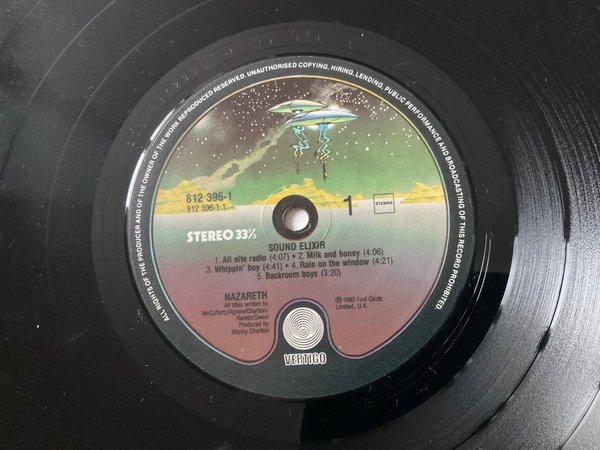 ALL RIGHTS OF THE PRODUCER AND OF THE OWNER OF THE WORK REPRODUCED RESERVED. UNAUTHORISED COPYING, HIRING, LENDING, PUBLIC PERFORMANCE AND BROADCASTING OF THIS RECORD PROHIBITED.
812 396-1
812 396-1.1
1
STEMRA
STEREO 33⅓
SOUND ELIXIR
1. All nite radio (4:07) • 2. Milk and honey (4:06)
3. Whippin' boy (4:41) • 4. Rain on the window (4:21)
5. Backroom boys (3:20)
NAZARETH
All titles written by
McCafferty/Agnew/Charlton/
Rankin/Sweet
Produced by
Manny Charlton
℗ 1983 Fool Circle
Limited, U.K.
VERTIGO